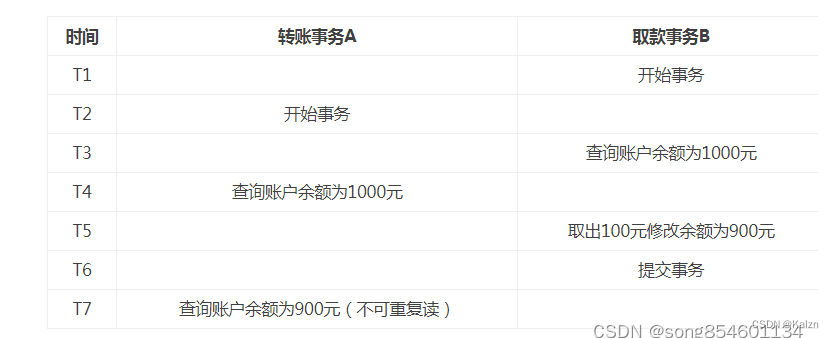 时间 转账事务A 取款事务B
T1 开始事务
T2 开始事务
T3 查询账户余额为1000元
T4 查询账户余额为1000元
T5 取出100元修改余额为900元
T6 提交事务
T7 查询账户余额为900元（不可重复读）
CSDN @Kalzn
CSDN @song854601134